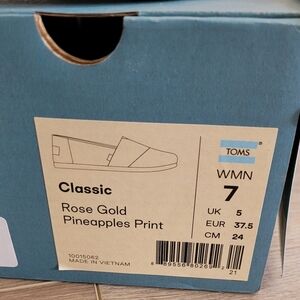 TOMS
WMN
7
UK 5
EUR 37.5
CM 24
Classic
Rose Gold
Pineapples Print
10015062
MADE IN VIETNAM
21